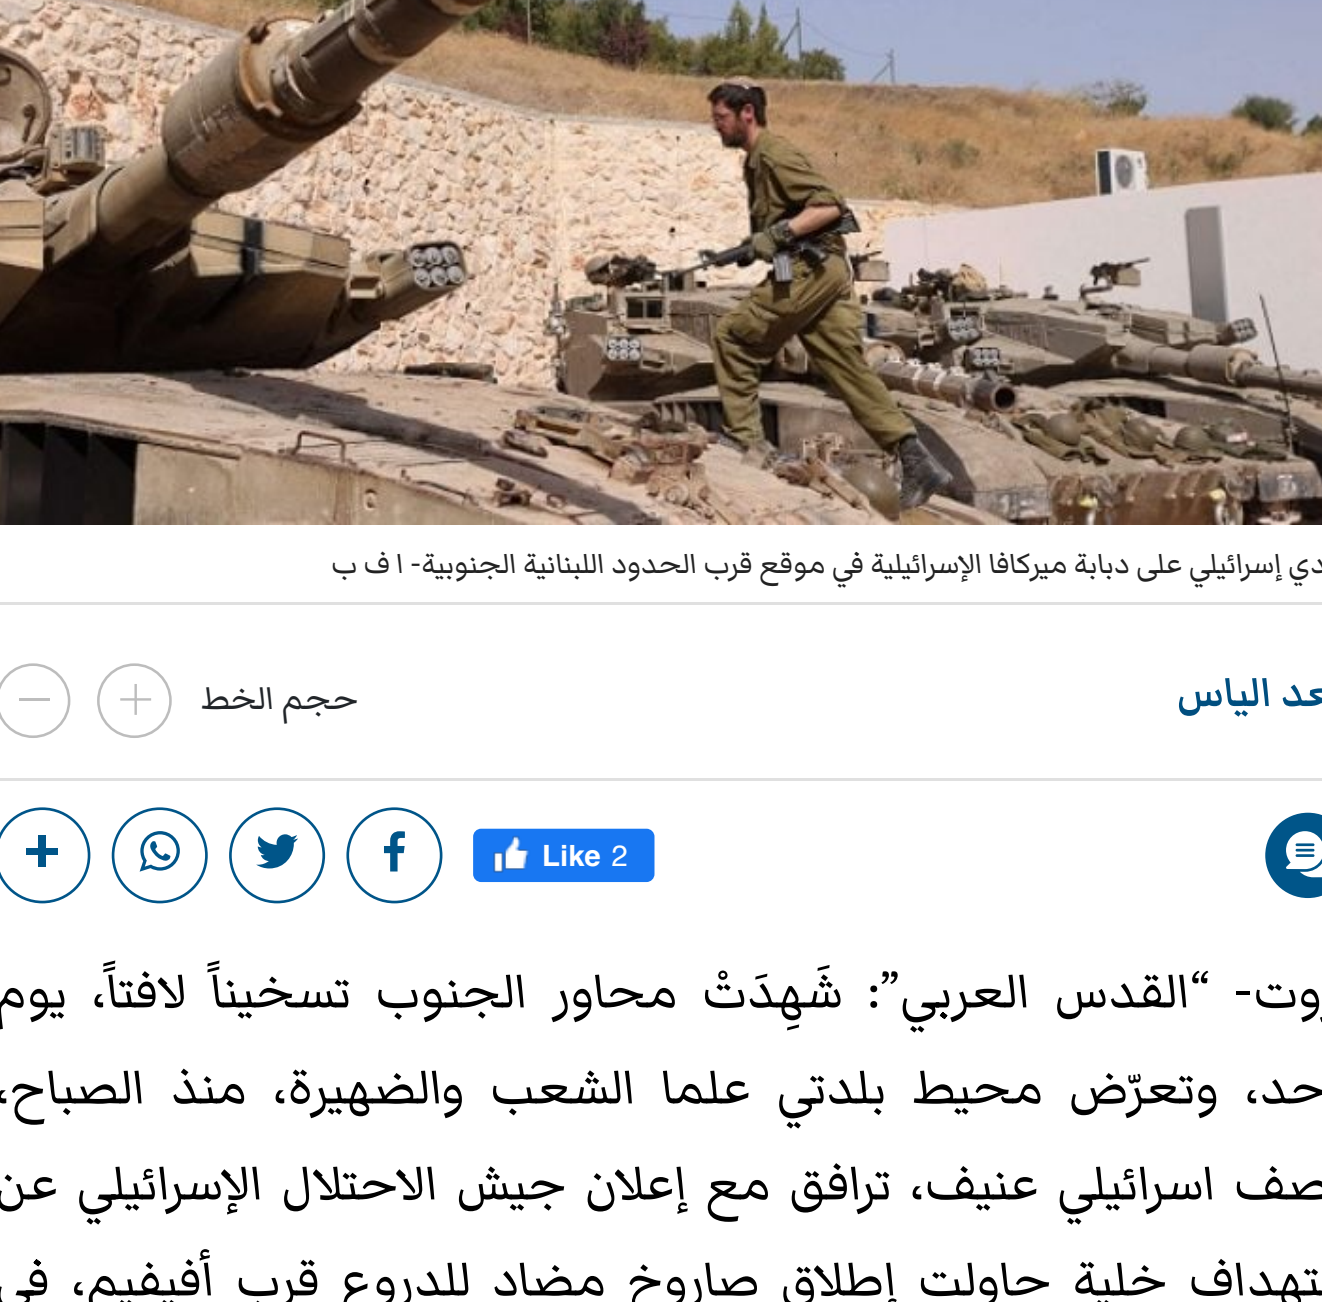 دي إسرائيلي على دبابة ميركافا الإسرائيلية في موقع قرب الحدود اللبنانية الجنوبية- ا ف ب
عد الياس
حجم الخط
Like 2
وت- “القدس العربي”: شَهِدَتْ محاور الجنوب تسخيناً لافتاً، يوم
حد، وتعرّض محيط بلدتي علما الشعب والضهيرة، منذ الصباح،
صف اسرائيلي عنيف، ترافق مع إعلان جيش الاحتلال الإسرائيلي عن
تهداف خلية حاولت إطلاق صاروخ مضاد للدروع قرب أفيفيم، في